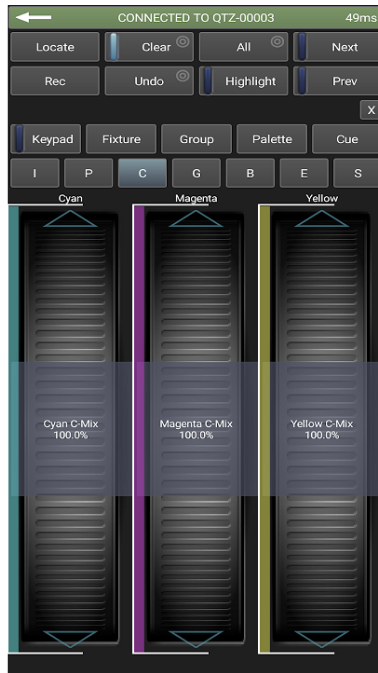 CONNECTED TO QTZ-00003 49ms
Locate Clear All Next
Rec Undo Highlight Prev
X
Keypad Fixture Group Palette Cue
I P C G B E S
Cyan Magenta Yellow
Cyan C-Mix Magenta C-Mix Yellow C-Mix
100.0% 100.0% 100.0%